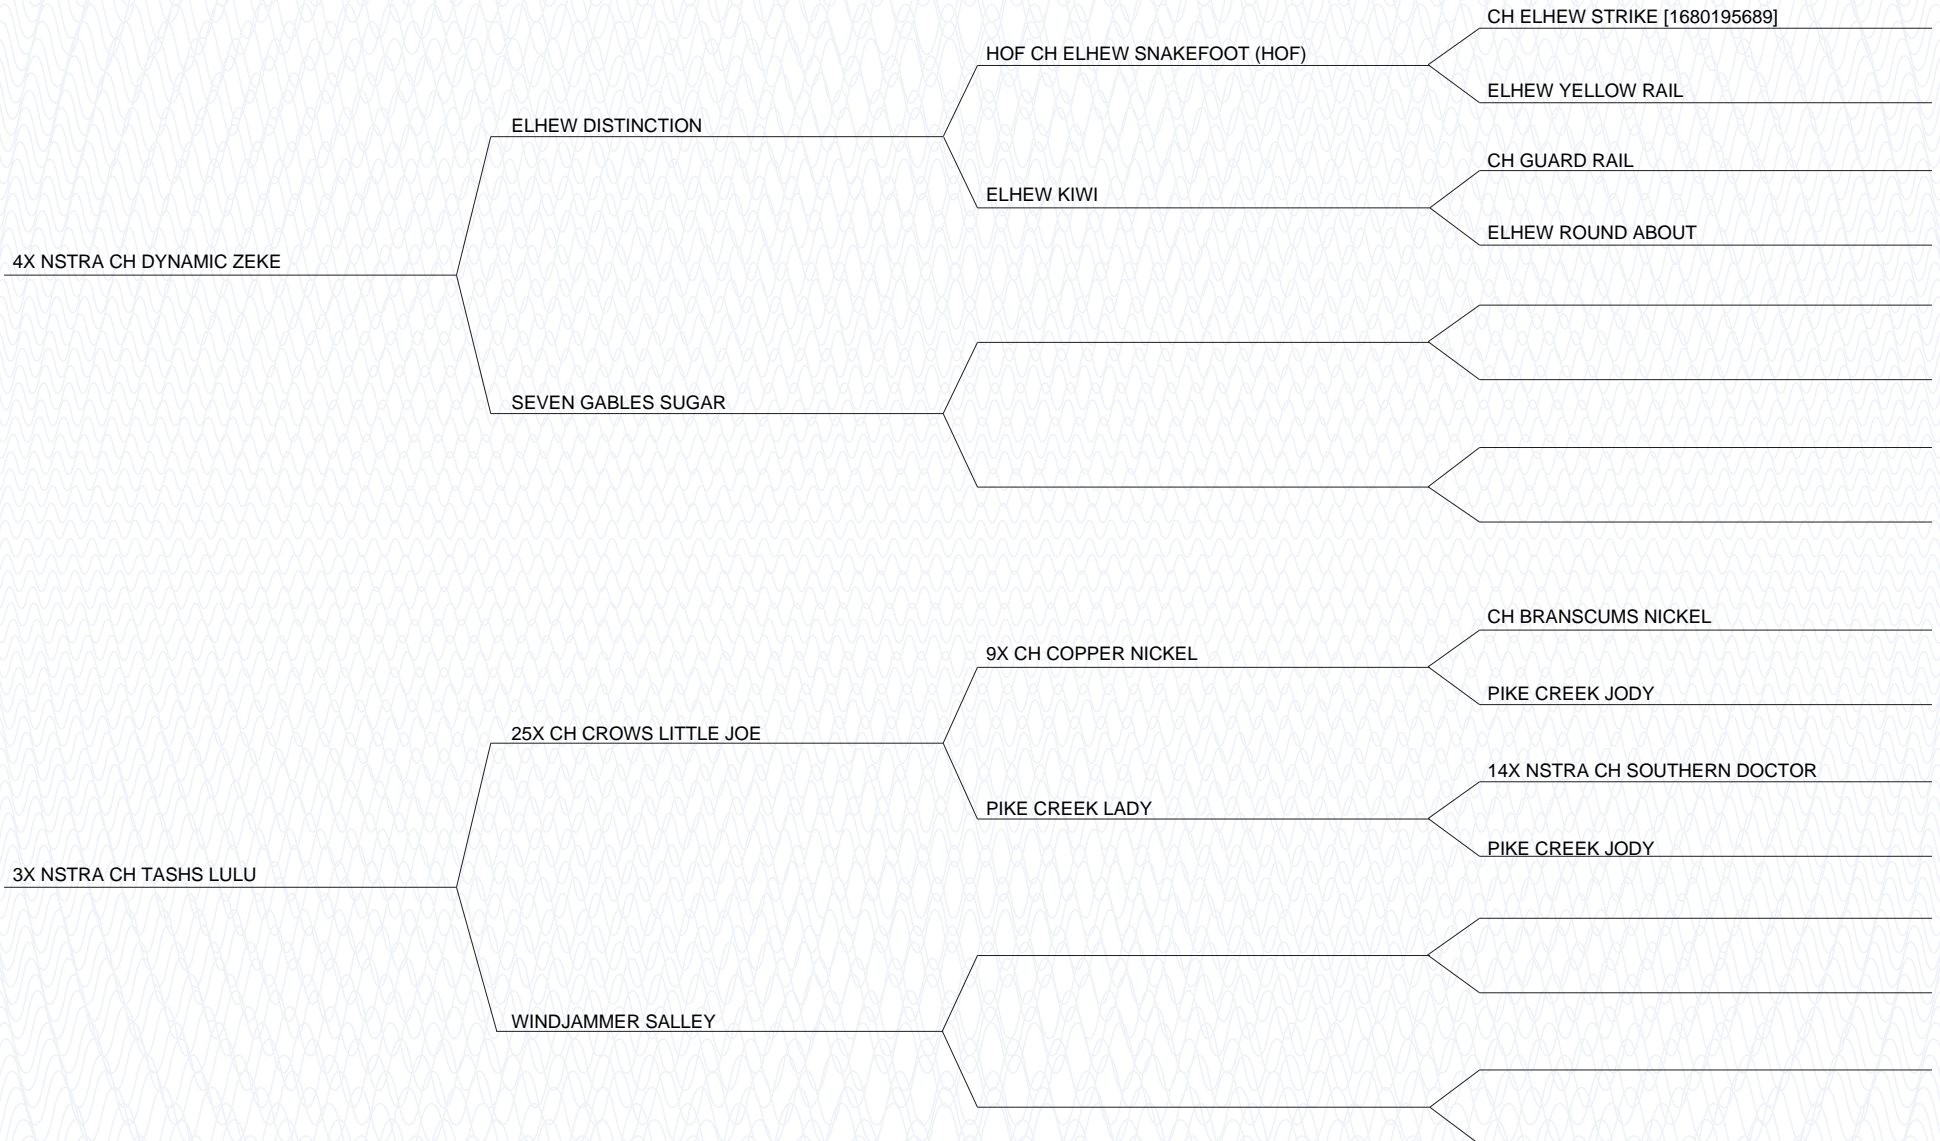 CH ELHEW STRIKE [1680195689]
HOF CH ELHEW SNAKEFOOT (HOF)
ELHEW YELLOW RAIL
ELHEW DISTINCTION
CH GUARD RAIL
ELHEW KIWI
ELHEW ROUND ABOUT
4X NSTRA CH DYNAMIC ZEKE
SEVEN GABLES SUGAR
CH BRANSCUMS NICKEL
9X CH COPPER NICKEL
PIKE CREEK JODY
25X CH CROWS LITTLE JOE
14X NSTRA CH SOUTHERN DOCTOR
PIKE CREEK LADY
PIKE CREEK JODY
3X NSTRA CH TASHS LULU
WINDJAMMER SALLEY